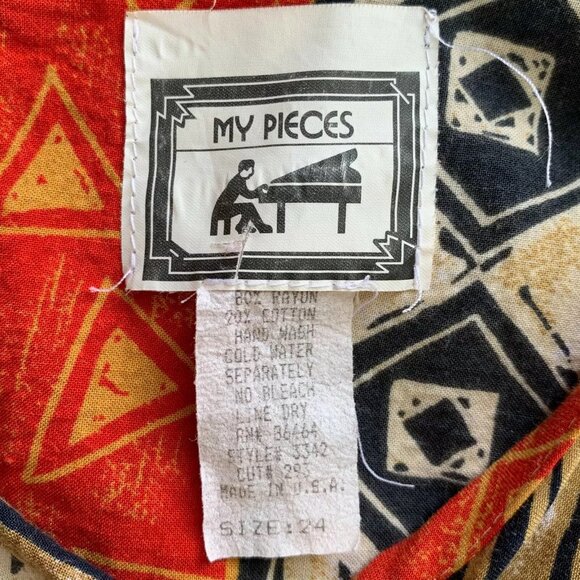 MY PIECES
80% RAYON
20% COTTON
HAND WASH
COLD WATER
SEPARATELY
NO BLEACH
LINE DRY
RN# 86464
STYLE# 3342
CUT# 293
MADE IN U.S.A.
SIZE:24